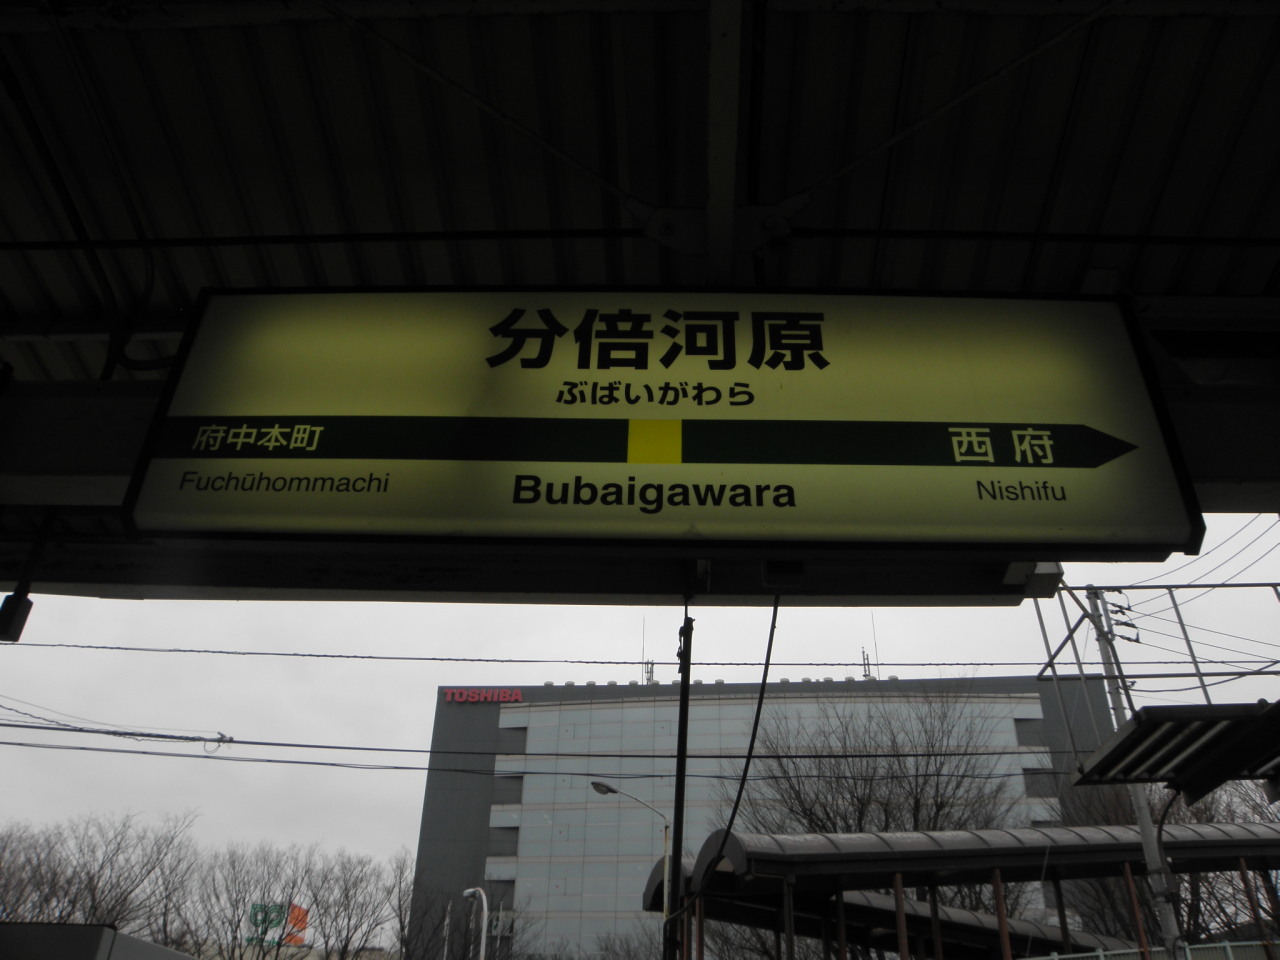 分倍河原
ぶばいがわら
府中本町
西府
Fuchūhommachi
Bubaigawara
Nishifu
TOSHIBA